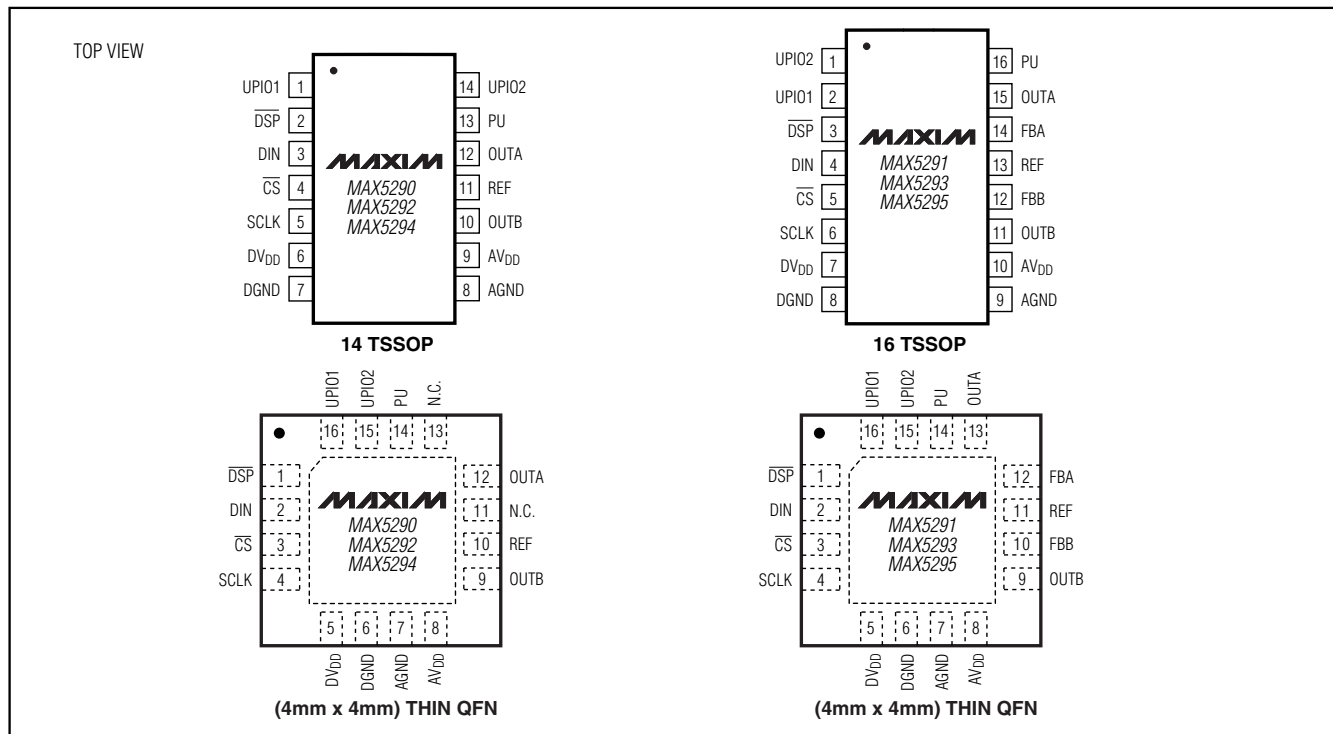 TOP VIEW
UPIO1 1
DSP 2
DIN 3
CS 4
SCLK 5
DVDD 6
DGND 7
14 UPIO2
13 PU
12 OUTA
11 REF
10 OUTB
9 AVDD
8 AGND
MAXIM
MAX5290
MAX5292
MAX5294
14 TSSOP
UPIO2 1
UPIO1 2
DSP 3
DIN 4
CS 5
SCLK 6
DVDD 7
DGND 8
16 PU
15 OUTA
14 FBA
13 REF
12 FBB
11 OUTB
10 AVDD
9 AGND
MAXIM
MAX5291
MAX5293
MAX5295
16 TSSOP
UPIO1 UPIO2 PU N.C.
16 15 14 13
DSP 1
DIN 2
CS 3
SCLK 4
12 OUTA
11 N.C.
10 REF
9 OUTB
MAXIM
MAX5290
MAX5292
MAX5294
5 6 7 8
DVDD DGND AGND AVDD
(4mm x 4mm) THIN QFN
UPIO1 UPIO2 PU OUTA
16 15 14 13
DSP 1
DIN 2
CS 3
SCLK 4
12 FBA
11 REF
10 FBB
9 OUTB
MAXIM
MAX5291
MAX5293
MAX5295
5 6 7 8
DVDD DGND AGND AVDD
(4mm x 4mm) THIN QFN